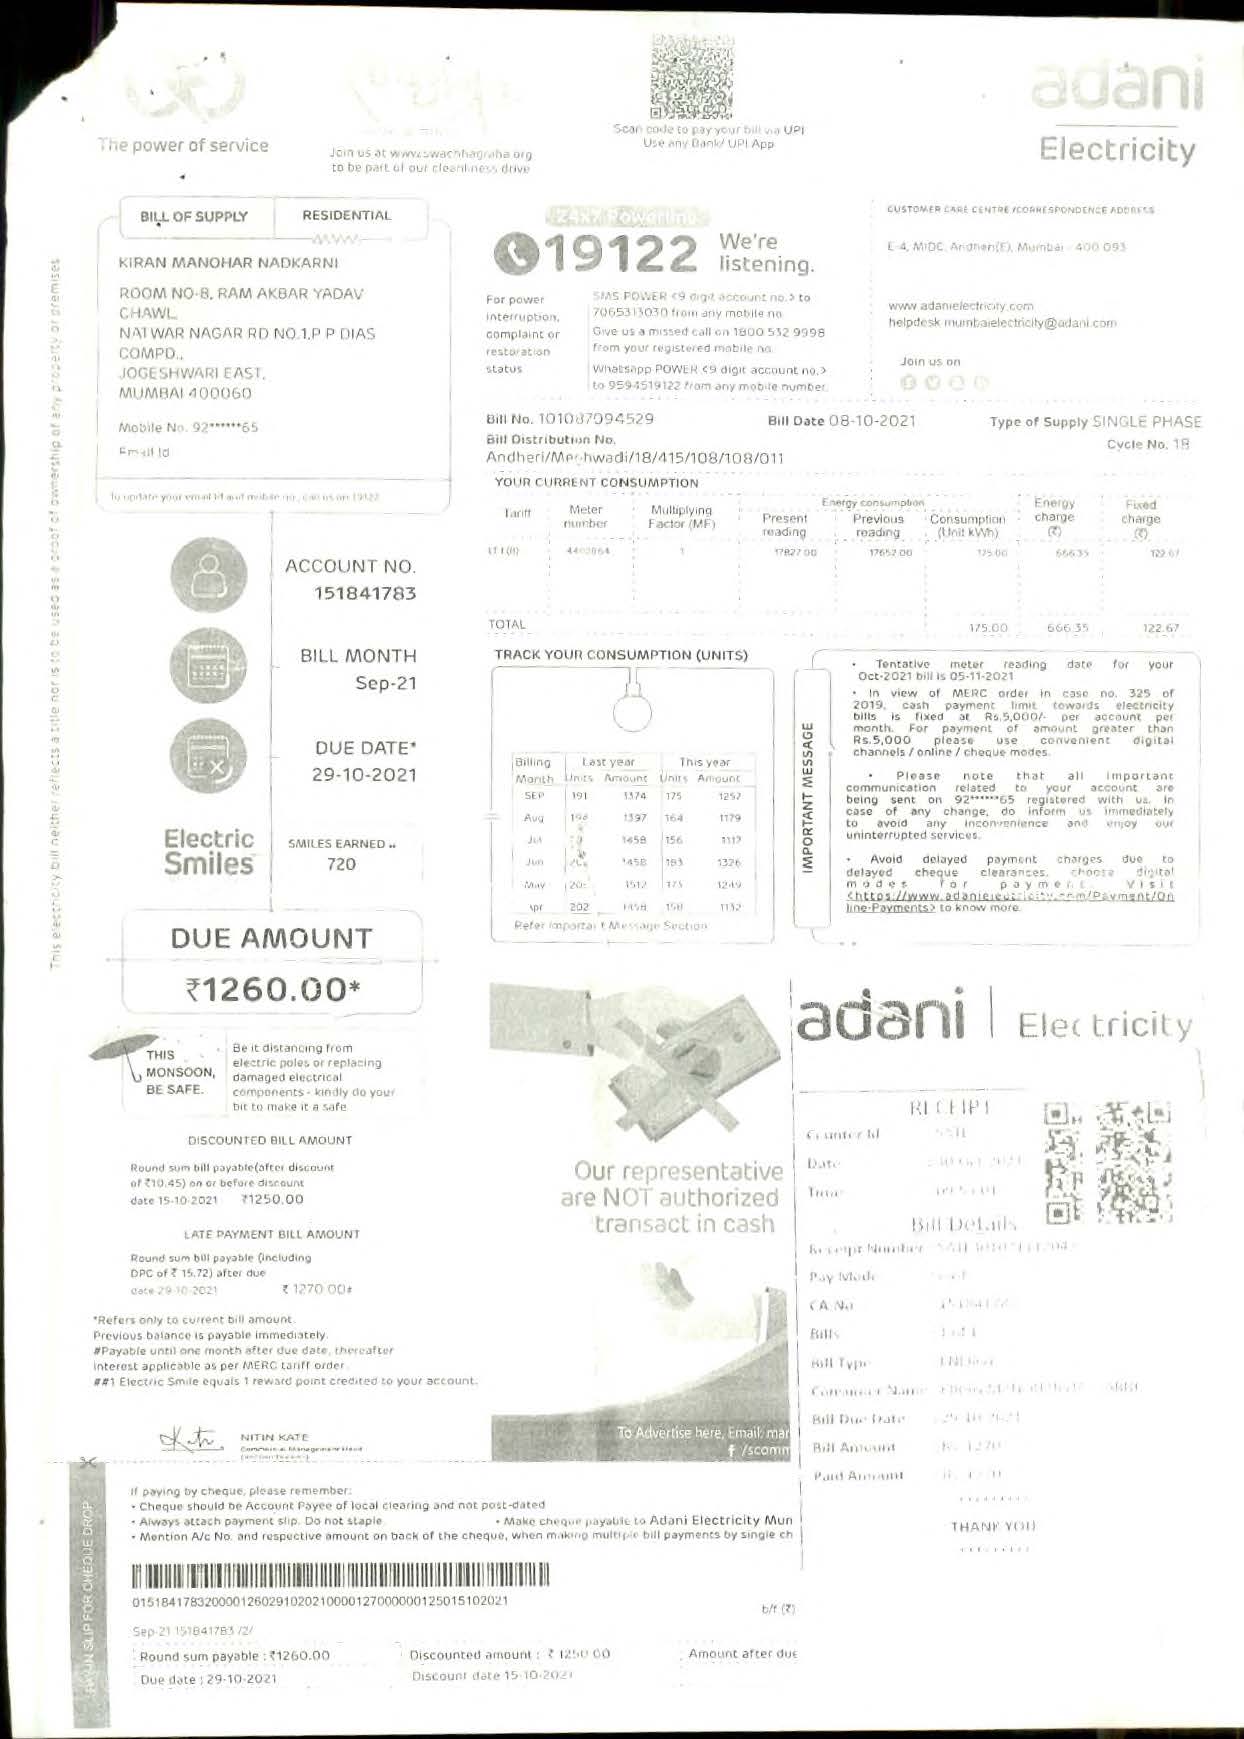 The power of service
Join us at www.swachhagraha.org
to be part of our cleanliness drive
Scan code to pay your bill via UPI
Use any Bank/ UPI App
adani
Electricity
BILL OF SUPPLY
RESIDENTIAL
KIRAN MANOHAR NADKARNI
ROOM NO-8, RAM AKBAR YADAV
CHAWL
NATWAR NAGAR RD NO.1,P P DIAS
COMPD.,
JOGESHWARI EAST,
MUMBAI 400060
Mobile No. 92******65
Email Id
To update your email Id and mobile no., call us on 19122
This electricity bill neither reflects a title nor is to be used as a proof of ownership of any property or premises
24x7 Powerline
19122 We're
listening.
For power
interruption,
complaint or
restoration
status
SMS POWER <9 digit account no.> to
7065313030 from any mobile no
Give us a missed call on 1800 532 9998
from your registered mobile no.
Whatsapp POWER <9 digit account no.>
to 9594519122 from any mobile number.
CUSTOMER CARE CENTRE /CORRESPONDENCE ADDRESS
E-4, MIDC, Andheri(E), Mumbai - 400 093
www.adanielectricity.com
helpdesk.mumbaielectricity@adani.com
Join us on
Bill No. 101087094529
Bill Date 08-10-2021
Type of Supply SINGLE PHASE
Bill Distribution No.
Cycle No. 18
Andheri/Meghwadi/18/415/108/108/011
YOUR CURRENT CONSUMPTION
Tariff
Meter
number
Multiplying
Factor (MF)
Energy consumption
Present
reading
Previous
reading
Consumption
(Unit kWh)
Energy
charge
(₹)
Fixed
charge
(₹)
1
17827.00
17652.00
175.00
666.35
122.67
TOTAL
175.00
666.35
122.67
ACCOUNT NO.
151841783
BILL MONTH
Sep-21
DUE DATE*
29-10-2021
Electric
Smiles
SMILES EARNED ..
720
DUE AMOUNT
₹1260.00*
TRACK YOUR CONSUMPTION (UNITS)
Billing Last year This year
Month Units Amount Units Amount
SEP 191 1374 175 1257
Aug 1397 164 1179
Jul 1458 156 1117
Jun 1458 183 1326
May 1512 173 1249
Apr 202 1458 158 1132
Refer Important Message Section
IMPORTANT MESSAGE
• Tentative meter reading date for your
Oct-2021 bill is 05-11-2021
• In view of MERC order in case no. 325 of
2019, cash payment limit towards electricity
bills is fixed at Rs.5,000/- per account per
month. For payment of amount greater than
Rs.5,000 please use convenient digital
channels / online / cheque modes.
• Please note that all important
communication related to your account are
being sent on 92******65 registered with us. In
case of any change, do inform us immediately
to avoid any inconvenience and enjoy our
uninterrupted services.
• Avoid delayed payment charges due to
delayed cheque clearances, choose digital
modes for payment. Visit
<https://www.adanielectricity.com/Payment/On
line-Payments> to know more.
THIS
MONSOON,
BE SAFE.
Be it distancing from
electric poles or replacing
damaged electrical
components - kindly do your
bit to make it a safe
DISCOUNTED BILL AMOUNT
Round sum bill payable(after discount
of ₹10.45) on or before discount
date 15-10-2021 ₹1250.00
LATE PAYMENT BILL AMOUNT
Round sum bill payable (including
DPC of ₹ 15.72) after due
date 29-10-2021 ₹ 1270.00#
*Refers only to current bill amount.
Previous balance is payable immediately.
#Payable until one month after due date, thereafter
interest applicable as per MERC tariff order.
##1 Electric Smile equals 1 reward point credited to your account.
NITIN KATE
Our representative
are NOT authorized
transact in cash
To Advertise here, Email: mar
f /scomm
adani | Electricity
RECEIPT
Counter Id
Date
Time
Bill Details
Receipt Number
Pay Mode
CA No
Bills
Bill Type
Consumer Name
Bill Due Date 29-10-2021
Bill Amount Rs. 1270
Paid Amount
THANK YOU
PAY-IN SLIP FOR CHEQUE DROP
If paying by cheque, please remember:
• Cheque should be Account Payee of local clearing and not post-dated
• Always attach payment slip. Do not staple. • Make cheque payable to Adani Electricity Mun
• Mention A/c No. and respective amount on back of the cheque, when making multiple bill payments by single ch
0151841783200001260291020210000127000000125015102021
b/f (₹)
Sep-21 151841783 /2/
Round sum payable : ₹1260.00
Discounted amount : ₹ 1250.00
Amount after due
Due date : 29-10-2021
Discount date 15-10-2021